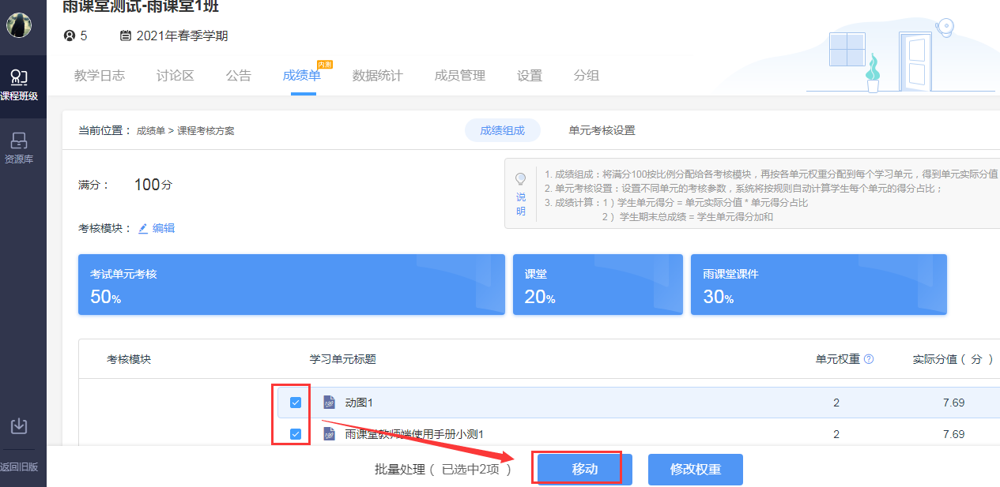 雨课堂测试-雨课堂1班
5 2021年春季学期
教学日志 讨论区 公告 成绩单 内测 数据统计 成员管理 设置 分组
课程班级
资源库
返回旧版
当前位置： 成绩单 > 课程考核方案 成绩组成 单元考核设置
满分： 100分
说明
1. 成绩组成：将满分100按比例分配给各考核模块，再按各单元权重分配到每个学习单元，得到单元实际分值
2. 单元考核设置：设置不同单元的考核参数，系统将按规则自动计算学生每个单元的得分占比；
3. 成绩计算：1）学生单元得分 = 单元实际分值 * 单元得分占比
2） 学生期末总成绩 = 学生单元得分加和
考核模块： 编辑
考试单元考核
50%
课堂
20%
雨课堂课件
30%
考核模块 学习单元标题 单元权重 ? 实际分值（ 分 ）
100 动图1 2 7.69
100 雨课堂教师端使用手册小测1 2 7.69
批量处理（ 已选中2项 ） 移动 修改权重